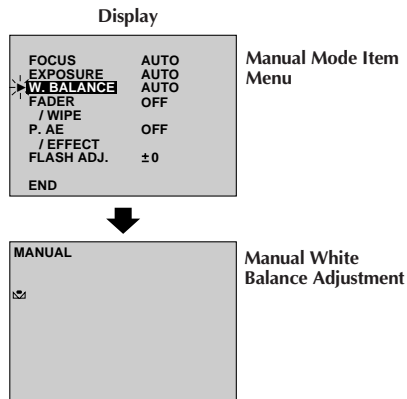 Display
FOCUS AUTO
EXPOSURE AUTO
W. BALANCE AUTO
FADER OFF
/ WIPE
P. AE OFF
/ EFFECT
FLASH ADJ. ±0
END
Manual Mode Item
Menu
MANUAL
Manual White
Balance Adjustment